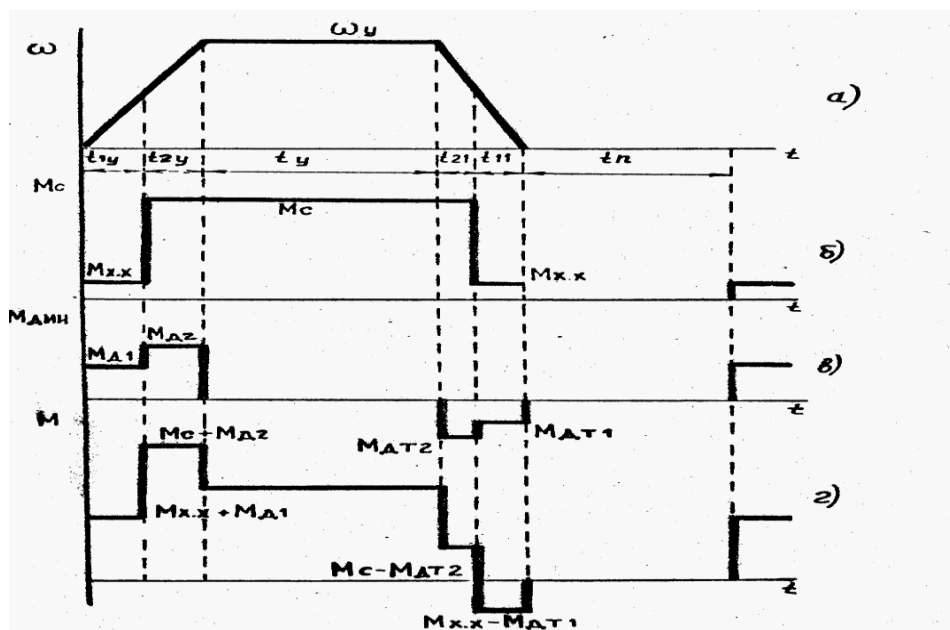 ω
ωу
а)
t1у t2у tу t21 t11 tп t
Мс
Мс
Мх.х
Мх.х
б)
t
Мдин
Мд1
Мд2
в)
t
М
Мс+Мд2
Мдт2
Мдт1
Мх.х+Мд1
г)
Мс-Мдт2
t
Мх.х-Мдт1